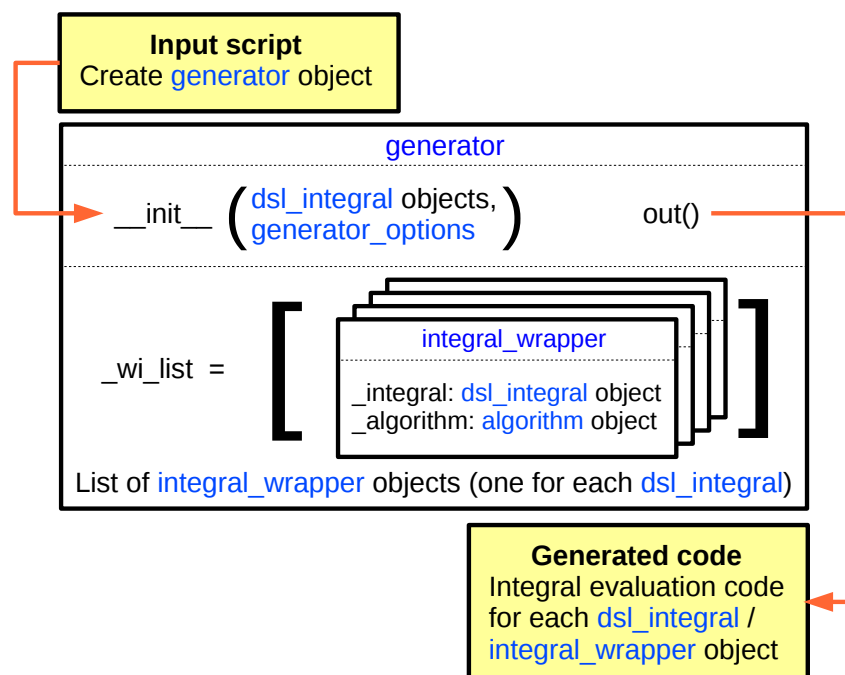 Input script
Create generator object
generator
__init__ ( dsl_integral objects,
generator_options )
out()
_wi_list = [ ]
integral_wrapper
_integral: dsl_integral object
_algorithm: algorithm object
List of integral_wrapper objects (one for each dsl_integral)
Generated code
Integral evaluation code
for each dsl_integral /
integral_wrapper object